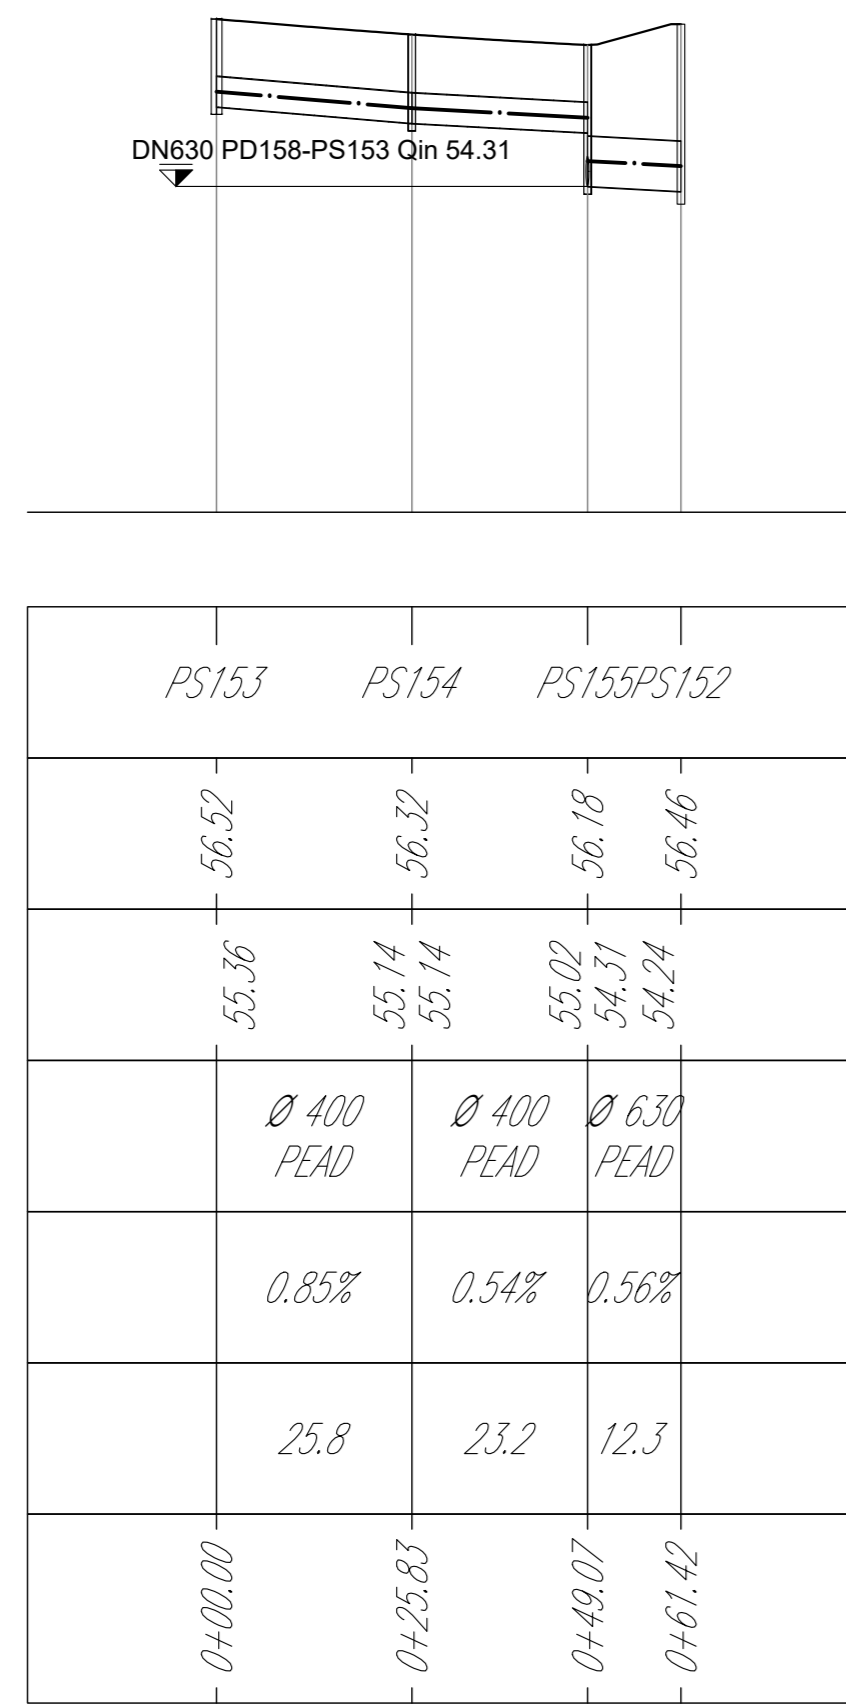 DN630 PD158-PS153 Qin 54.31
PS153 PS154 PS155 PS152
56.52 56.32 56.18 56.46
55.36 55.14 55.14 55.02 54.31 54.24
Ø 400 Ø 400 Ø 630
PEAD PEAD PEAD
0.85% 0.54% 0.56%
25.8 23.2 12.3
0+00.00 0+25.83 0+49.07 0+61.42